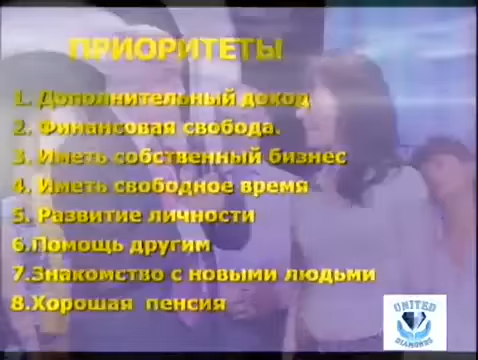 ПРИОРИТЕТЫ
1. Дополнительный доход
2. Финансовая свобода.
3. Иметь собственный бизнес
4. Иметь свободное время
5. Развитие личности
6.Помощь другим
7.Знакомство с новыми людьми
8.Хорошая пенсия
UNITED
DIAMONDS